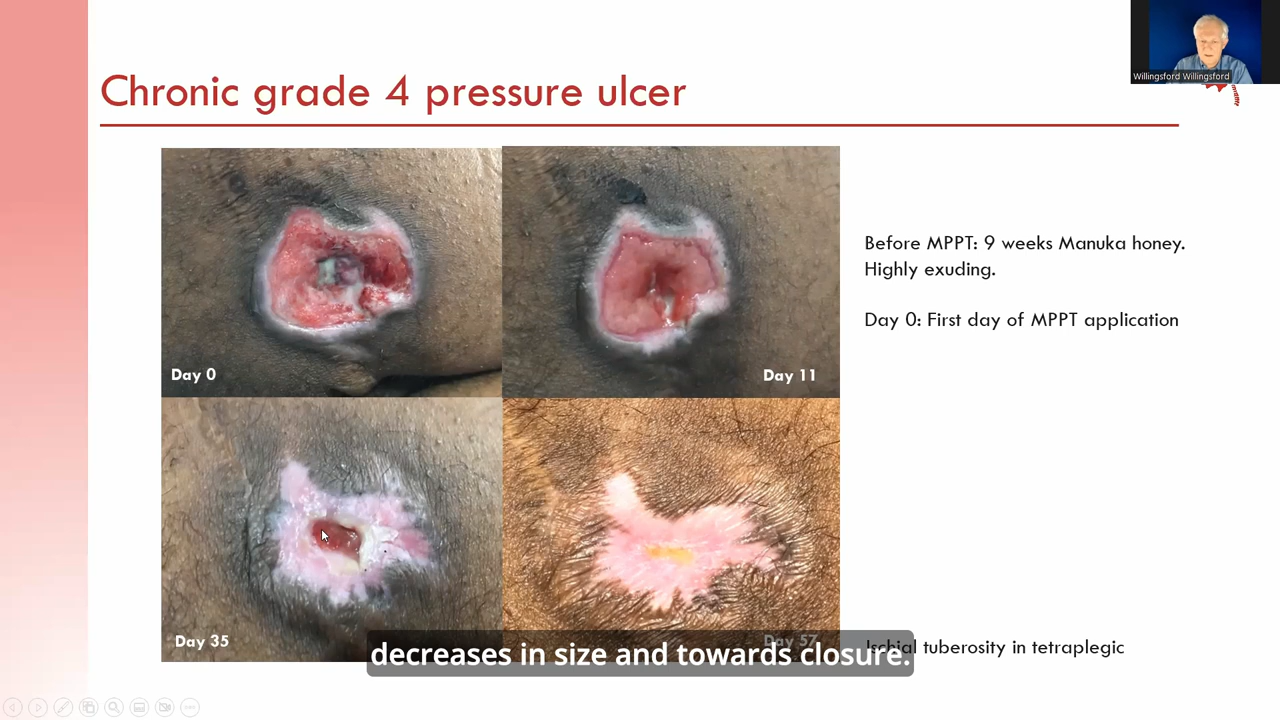 Willingsford Willingsford
Chronic grade 4 pressure ulcer
Before MPPT: 9 weeks Manuka honey.
Highly exuding.
Day 0: First day of MPPT application
Day 0
Day 11
Day 35
Day 57
Ischial tuberosity in tetraplegic
decreases in size and towards closure.